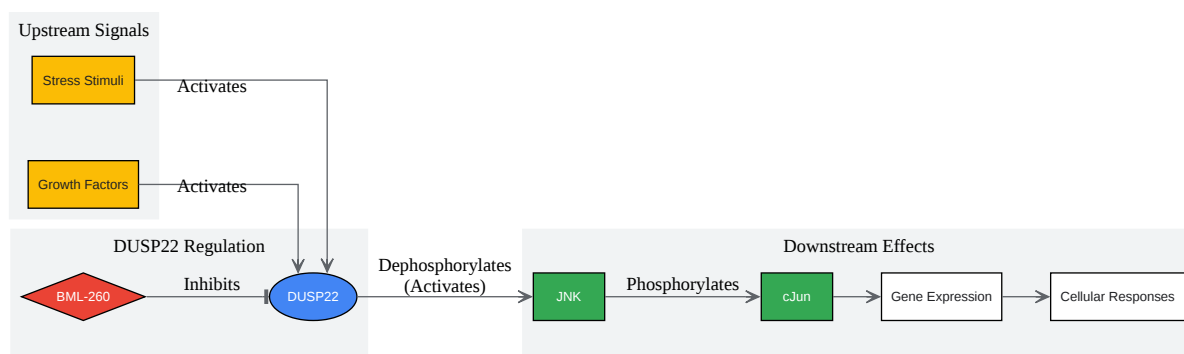 Upstream Signals
Stress Stimuli
Activates
Growth Factors
Activates
DUSP22 Regulation
BML-260
Inhibits
DUSP22
Dephosphorylates
(Activates)
Downstream Effects
JNK
Phosphorylates
cJun
Gene Expression
Cellular Responses